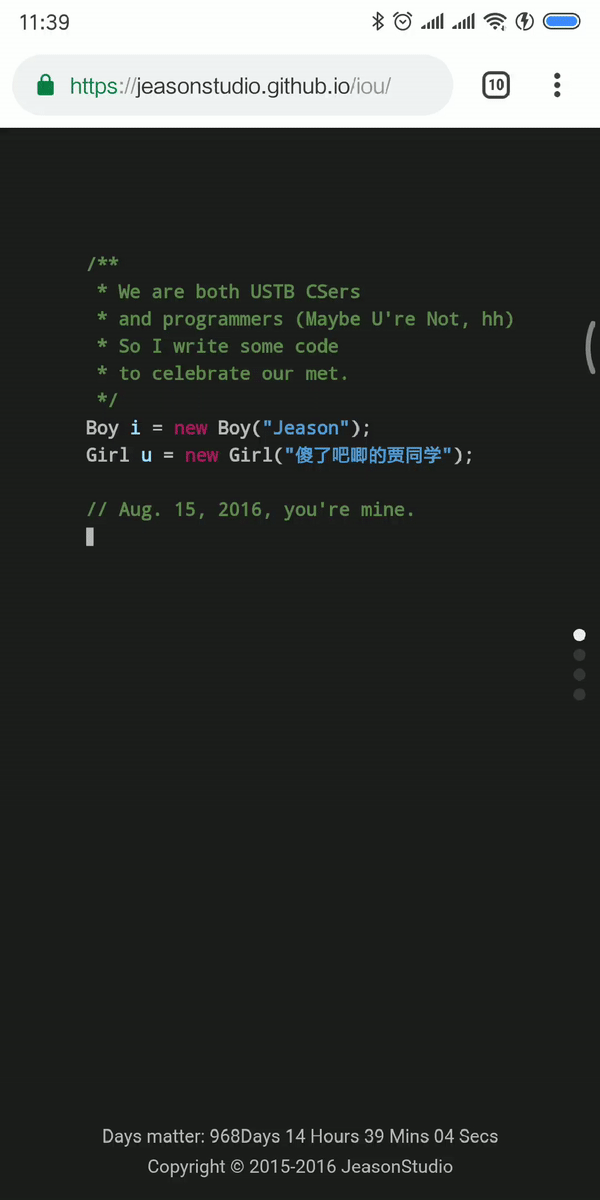 11:39
https://jeasonstudio.github.io/iou/
10
/**
* We are both USTB CSers
* and programmers (Maybe U're Not, hh)
* So I write some code
* to celebrate our met.
*/
Boy i = new Boy("Jeason");
Girl u = new Girl("傻了吧唧的贾同学");
// Aug. 15, 2016, you're mine.
Days matter: 968Days 14 Hours 39 Mins 04 Secs
Copyright © 2015-2016 JeasonStudio